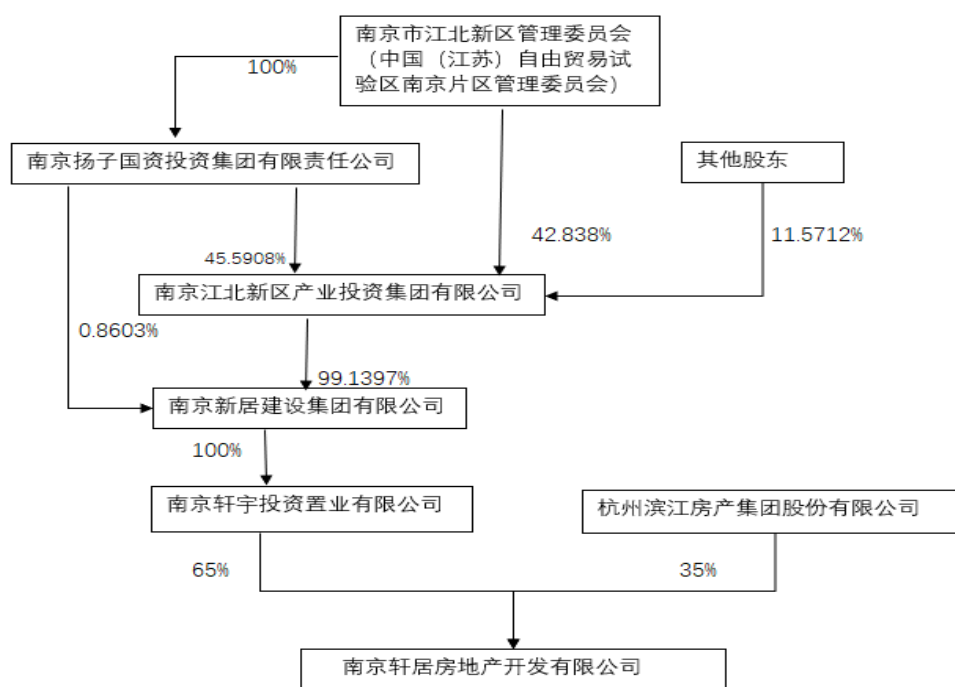 南京市江北新区管理委员会
（中国（江苏）自由贸易试
验区南京片区管理委员会）
100%
南京扬子国资投资集团有限责任公司
其他股东
42.838%
11.5712%
45.5908%
南京江北新区产业投资集团有限公司
0.8603%
99.1397%
南京新居建设集团有限公司
100%
南京轩宇投资置业有限公司
杭州滨江房产集团股份有限公司
65%
35%
南京轩居房地产开发有限公司